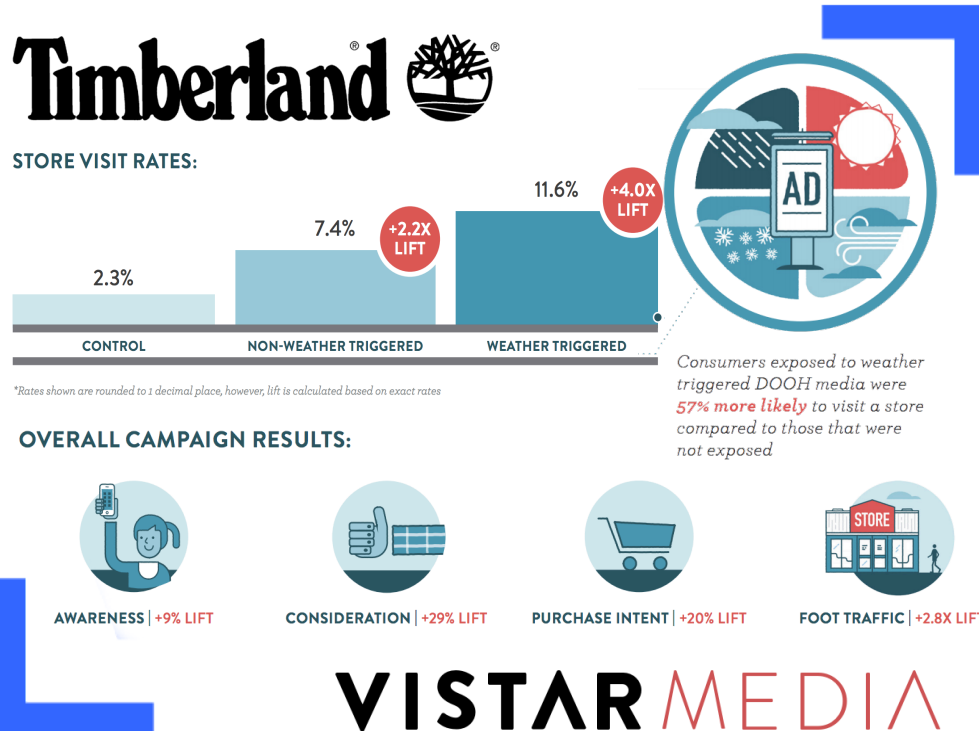 Timberland® ®
STORE VISIT RATES:
2.3%
7.4%
+2.2X
LIFT
11.6%
+4.0X
LIFT
CONTROL
NON-WEATHER TRIGGERED
WEATHER TRIGGERED
*Rates shown are rounded to 1 decimal place, however, lift is calculated based on exact rates
AD
Consumers exposed to weather
triggered DOOH media were
57% more likely to visit a store
compared to those that were
not exposed
OVERALL CAMPAIGN RESULTS:
STORE
AWARENESS | +9% LIFT
CONSIDERATION | +29% LIFT
PURCHASE INTENT | +20% LIFT
FOOT TRAFFIC | +2.8X LIF
VISTARMEDIA